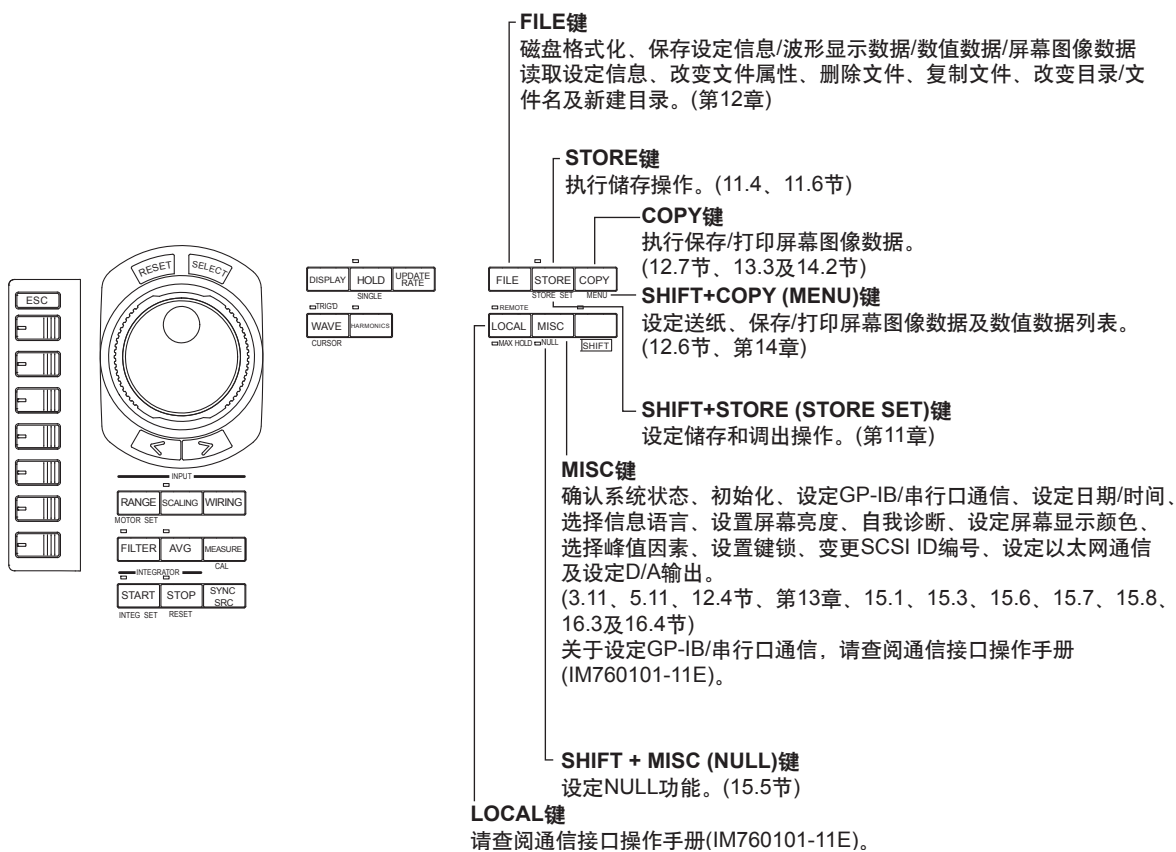 FILE键
磁盘格式化、保存设定信息/波形显示数据/数值数据/屏幕图像数据
读取设定信息、改变文件属性、删除文件、复制文件、改变目录/文
件名及新建目录。(第12章)
STORE键
执行储存操作。(11.4、11.6节)
COPY键
执行保存/打印屏幕图像数据。
(12.7节、13.3及14.2节)
SHIFT+COPY (MENU)键
设定送纸、保存/打印屏幕图像数据及数值数据列表。
(12.6节、第14章)
SHIFT+STORE (STORE SET)键
设定储存和调出操作。(第11章)
MISC键
确认系统状态、初始化、设定GP-IB/串行口通信、设定日期/时间、
选择信息语言、设置屏幕亮度、自我诊断、设定屏幕显示颜色、
选择峰值因素、设置键锁、变更SCSI ID编号、设定以太网通信
及设定D/A输出。
(3.11、5.11、12.4节、第13章、15.1、15.3、15.6、15.7、15.8、
16.3及16.4节)
关于设定GP-IB/串行口通信，请查阅通信接口操作手册
(IM760101-11E)。
SHIFT + MISC (NULL)键
设定NULL功能。(15.5节)
LOCAL键
请查阅通信接口操作手册(IM760101-11E)。
ESC
RESET SELECT
DISPLAY HOLD UPDATE RATE
SINGLE
TRIG'D
WAVE HARMONICS
CURSOR
FILE STORE COPY
STORE SET MENU
REMOTE
LOCAL MISC
MAX HOLD NULL SHIFT
INPUT
RANGE SCALING WIRING
MOTOR SET
FILTER AVG MEASURE
CAL
INTEGRATOR
START STOP SYNC SRC
INTEG SET RESET